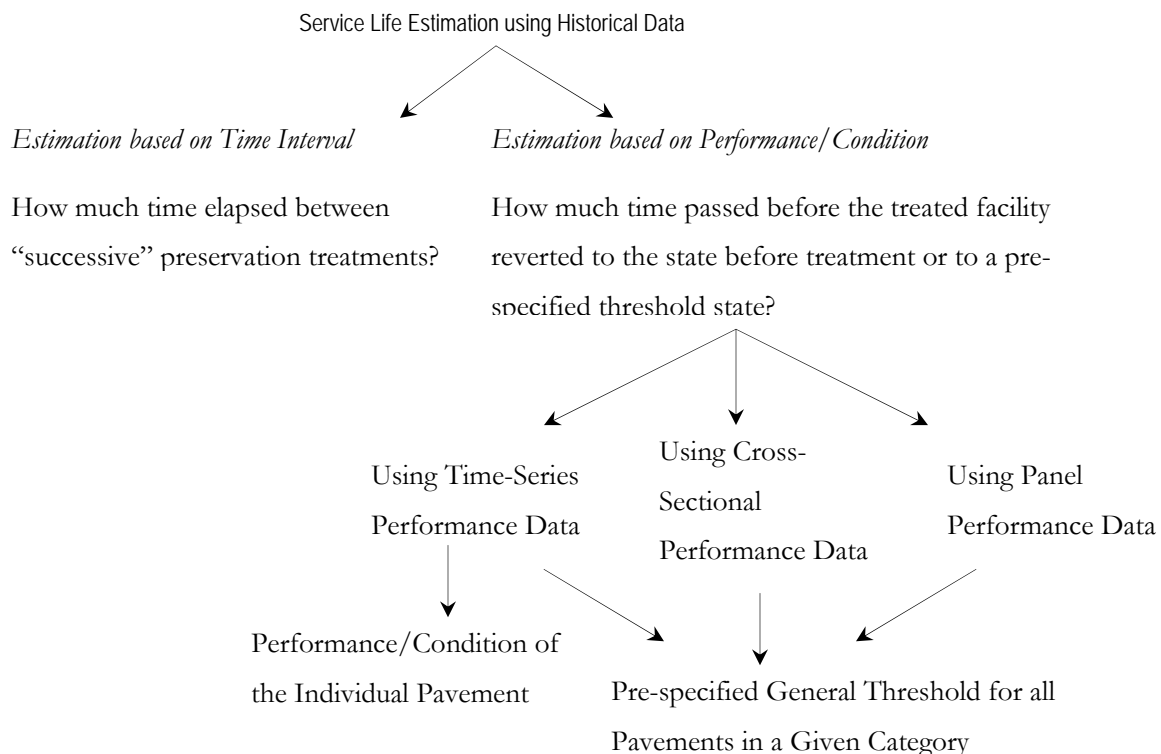 Service Life Estimation using Historical Data
Estimation based on Time Interval
How much time elapsed between
“successive” preservation treatments?
Estimation based on Performance/Condition
How much time passed before the treated facility
reverted to the state before treatment or to a pre-
specified threshold state?
Using Time-Series
Performance Data
Using Cross-
Sectional
Performance Data
Using Panel
Performance Data
Performance/Condition of
the Individual Pavement
Pre-specified General Threshold for all
Pavements in a Given Category